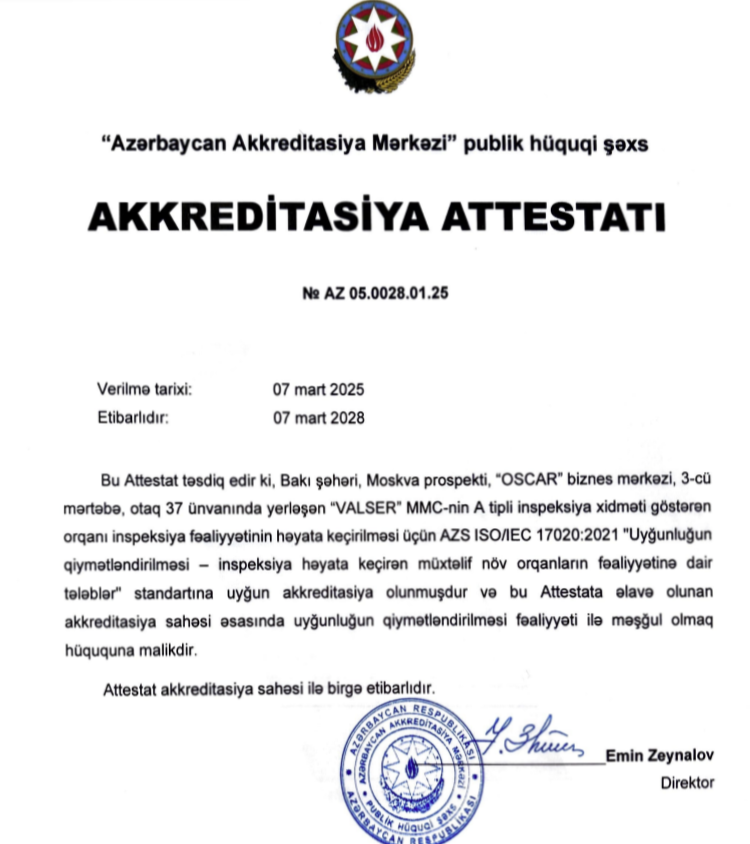 “Azərbaycan Akkreditasiya Mərkəzi” publik hüquqi şəxs
AKKREDİTASİYA ATTESTATI
№ AZ 05.0028.01.25
Verilmə tarixi: 07 mart 2025
Etibarlıdır: 07 mart 2028
Bu Attestat təsdiq edir ki, Bakı şəhəri, Moskva prospekti, “OSCAR” biznes mərkəzi, 3-cü
mərtəbə, otaq 37 ünvanında yerləşən “VALSER” MMC-nin A tipli inspeksiya xidməti göstərən
orqanı inspeksiya fəaliyyətinin həyata keçirilməsi üçün AZS ISO/IEC 17020:2021 "Uyğunluğun
qiymətləndirilməsi – inspeksiya həyata keçirən müxtəlif növ orqanların fəaliyyətinə dair
tələblər" standartına uyğun akkreditasiya olunmuşdur və bu Attestata əlavə olunan
akkreditasiya sahəsi əsasında uyğunluğun qiymətləndirilməsi fəaliyyəti ilə məşğul olmaq
hüququna malikdir.
Attestat akkreditasiya sahəsi ilə birgə etibarlıdır.
AZƏRBAYCAN RESPUBLİKASI
AZƏRBAYCAN AKKREDİTASİYA MƏRKƏZİ
PUBLİK HÜQUQİ ŞƏXS
AZƏRBAYCAN RESPUBLİKASI
Emin Zeynalov
Direktor